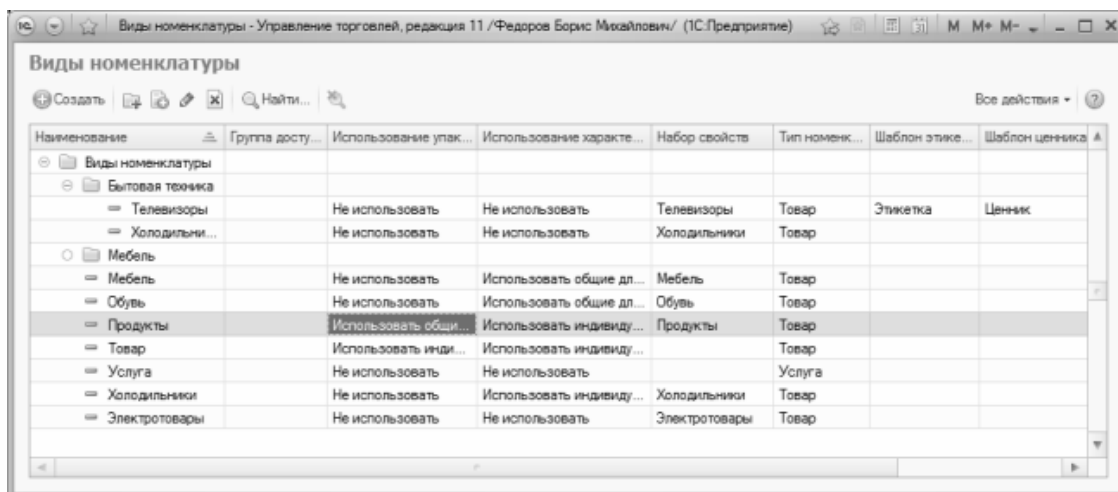 Виды номенклатуры - Управление торговлей, редакция 11 /Федоров Борис Михайлович/ (1С:Предприятие) M M+ M-
Виды номенклатуры
Создать Найти... Все действия
Наименование Группа досту... Использование упак... Использование характе... Набор свойств Тип номенк... Шаблон этике... Шаблон ценника
Виды номенклатуры
Бытовая техника
Телевизоры Не использовать Не использовать Телевизоры Товар Этикетка Ценник
Холодильни... Не использовать Не использовать Холодильники Товар
Мебель
Мебель Не использовать Использовать общие дл... Мебель Товар
Обувь Не использовать Использовать общие дл... Обувь Товар
Продукты Использовать общи... Использовать индивиду... Продукты Товар
Товар Использовать инди... Использовать индивиду... Товар
Услуга Не использовать Не использовать Услуга
Холодильники Не использовать Использовать индивиду... Холодильники Товар
Электротовары Не использовать Не использовать Электротовары Товар